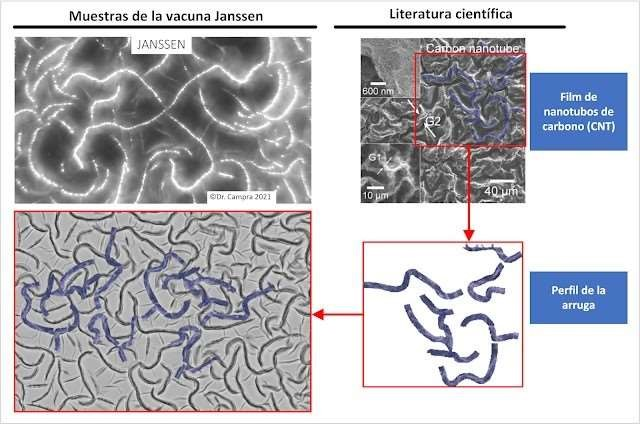 Muestras de la vacuna Janssen
Literatura científica
JANSSEN
©Dr. Campra 2021
Carbon nanotube
600 nm
G2
G1
10 µm
40 µm
Film de
nanotubos de
carbono (CNT)
Perfil de la
arruga